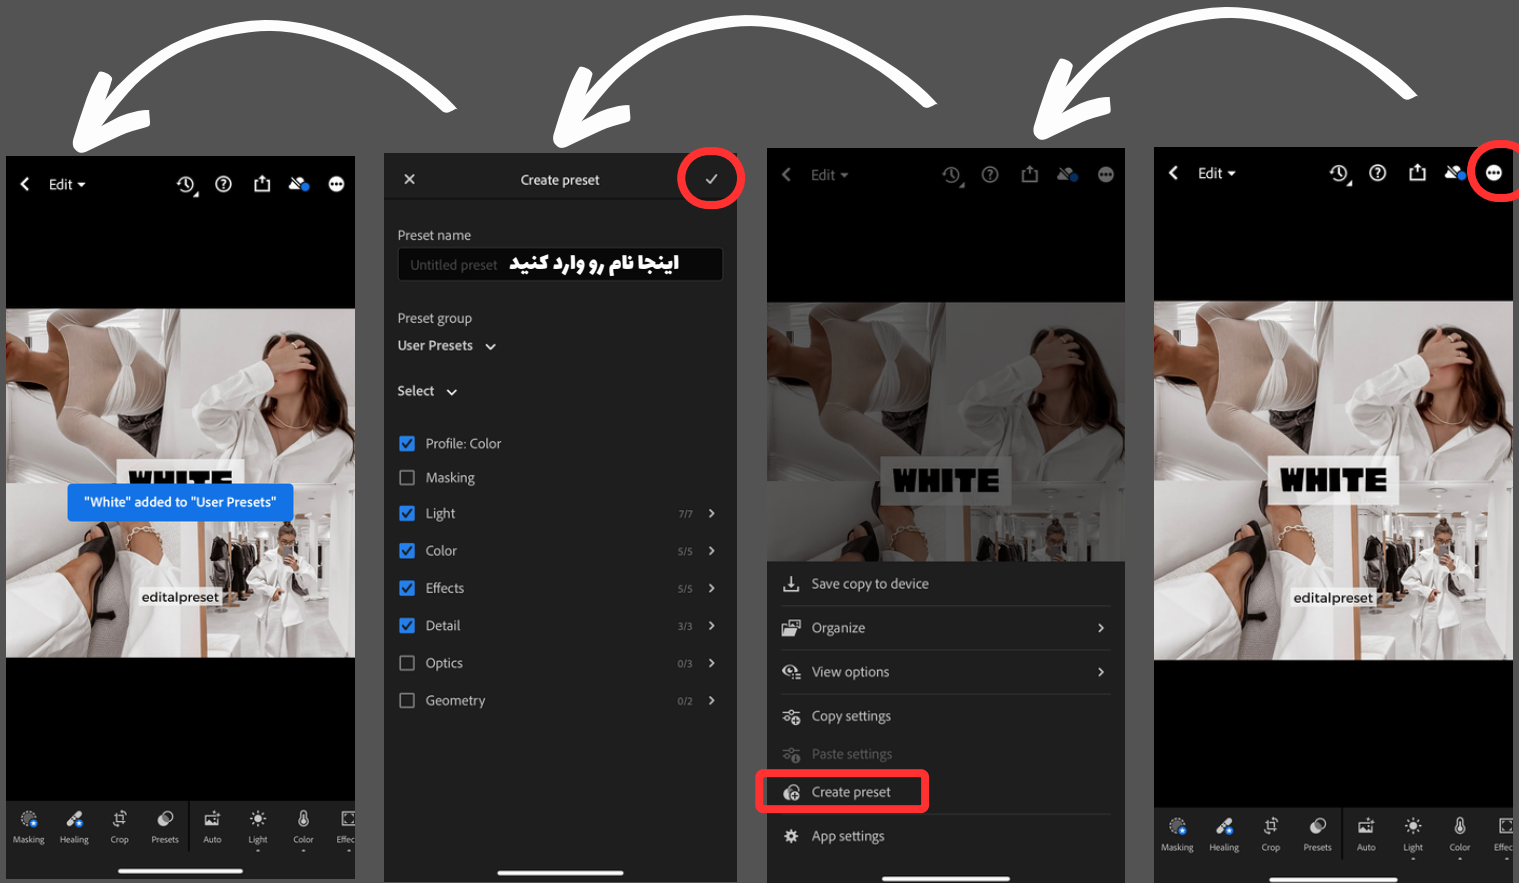 Edit
WHITE
editalpreset
Masking
Healing
Crop
Presets
Auto
Light
Color
Effec
Edit
WHITE
Save copy to device
Organize
View options
Copy settings
Paste settings
Create preset
App settings
Create preset
Preset name
Untitled preset
اینجا نام رو وارد کنید
Preset group
User Presets
Select
Profile: Color
Masking
Light 7/7
Color 5/5
Effects 5/5
Detail 3/3
Optics 0/3
Geometry 0/2
Edit
WHITE
"White" added to "User Presets"
editalpreset
Masking
Healing
Crop
Presets
Auto
Light
Color
Effec